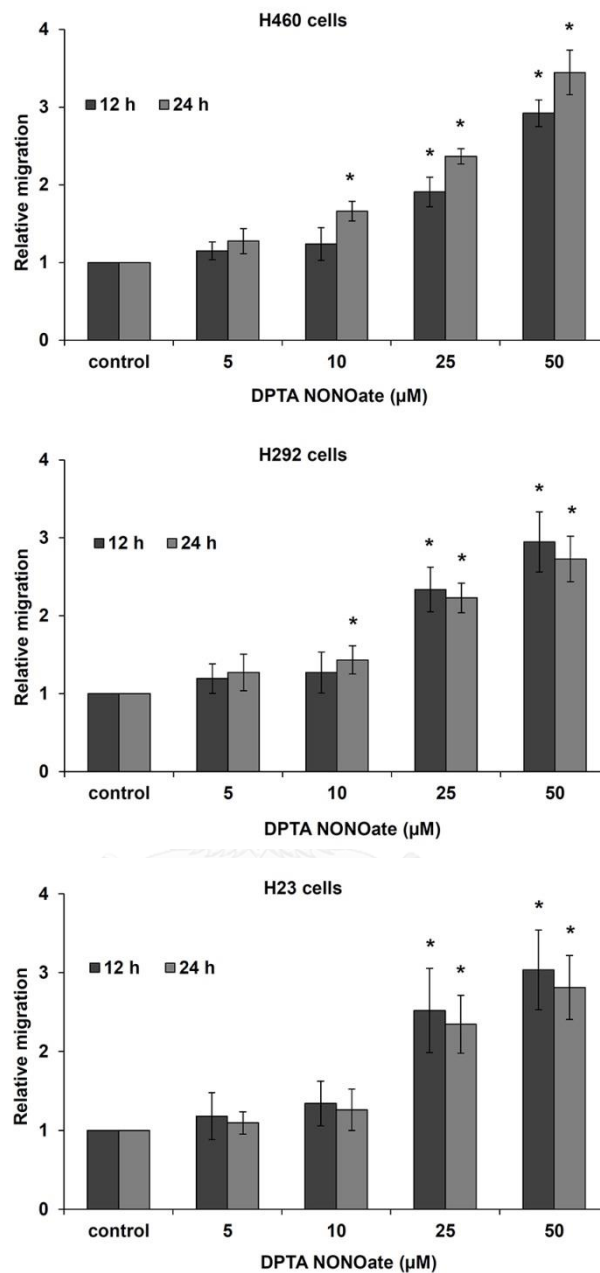 H460 cells
4
3
2
1
0
Relative migration
12 h 24 h
*
*
*
*
*
control 5 10 25 50
DPTA NONOate (µM)
H292 cells
4
3
2
1
0
Relative migration
12 h 24 h
*
*
*
*
*
control 5 10 25 50
DPTA NONOate (µM)
H23 cells
4
3
2
1
0
Relative migration
12 h 24 h
*
*
*
*
control 5 10 25 50
DPTA NONOate (µM)